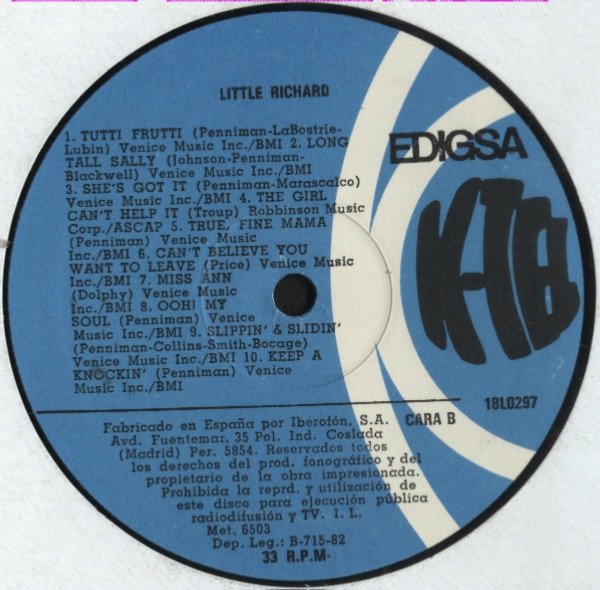 LITTLE RICHARD
1. TUTTI FRUTTI (Penniman-LaBostrie-
Lubin) Venice Music Inc./BMI 2. LONG
TALL SALLY (Johnson-Penniman-
Blackwell) Venice Music Inc./BMI
3. SHE'S GOT IT (Penniman-Marascalco)
Venice Music Inc./BMI 4. THE GIRL
CAN'T HELP IT (Troup) Robbinson Music
Corp./ASCAP 5. TRUE, FINE MAMA
(Penniman) Venice Music
Inc./BMI 6. CAN'T BELIEVE YOU
WANT TO LEAVE (Price) Venice Music
Inc./BMI 7. MISS ANN
(Dolphy) Venice Music
Inc./BMI 8. OOH! MY
SOUL (Penniman) Venice
Music Inc./BMI 9. SLIPPIN' & SLIDIN'
(Penniman-Collins-Smith-Bocage)
Venice Music Inc./BMI 10. KEEP A
KNOCKIN' (Penniman) Venice
Music Inc./BMI
EDIGSA
KTB
18L0297
Fabricado en España por Iberofón, S.A. CARA B
Avd. Fuentemar, 35 Pol. Ind. Coslada
(Madrid) Per. 5854. Reservados todos
los derechos del prod. fonográfico y del
propietario de la obra impresionada.
Prohibida la reprd. y utilización de
este disco para ejecución pública
radiodifusión y TV. I. L.
Met. 6503
Dep. Leg.: B-715-82
33 R.P.M.